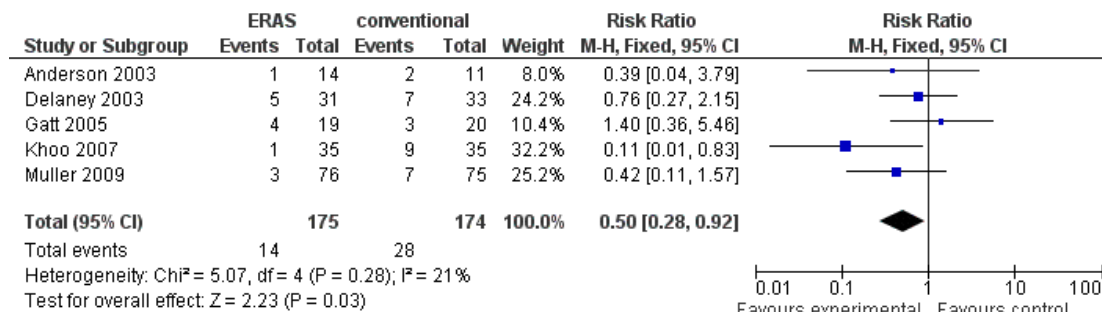 ERAS conventional Risk Ratio Risk Ratio
Study or Subgroup Events Total Events Total Weight M-H, Fixed, 95% CI M-H, Fixed, 95% CI
Anderson 2003 1 14 2 11 8.0% 0.39 [0.04, 3.79]
Delaney 2003 5 31 7 33 24.2% 0.76 [0.27, 2.15]
Gatt 2005 4 19 3 20 10.4% 1.40 [0.36, 5.46]
Khoo 2007 1 35 9 35 32.2% 0.11 [0.01, 0.83]
Muller 2009 3 76 7 75 25.2% 0.42 [0.11, 1.57]
Total (95% CI) 175 174 100.0% 0.50 [0.28, 0.92]
Total events 14 28
Heterogeneity: Chi² = 5.07, df = 4 (P = 0.28); I² = 21%
Test for overall effect: Z = 2.23 (P = 0.03)
0.01 0.1 1 10 100
Favours experimental Favours control